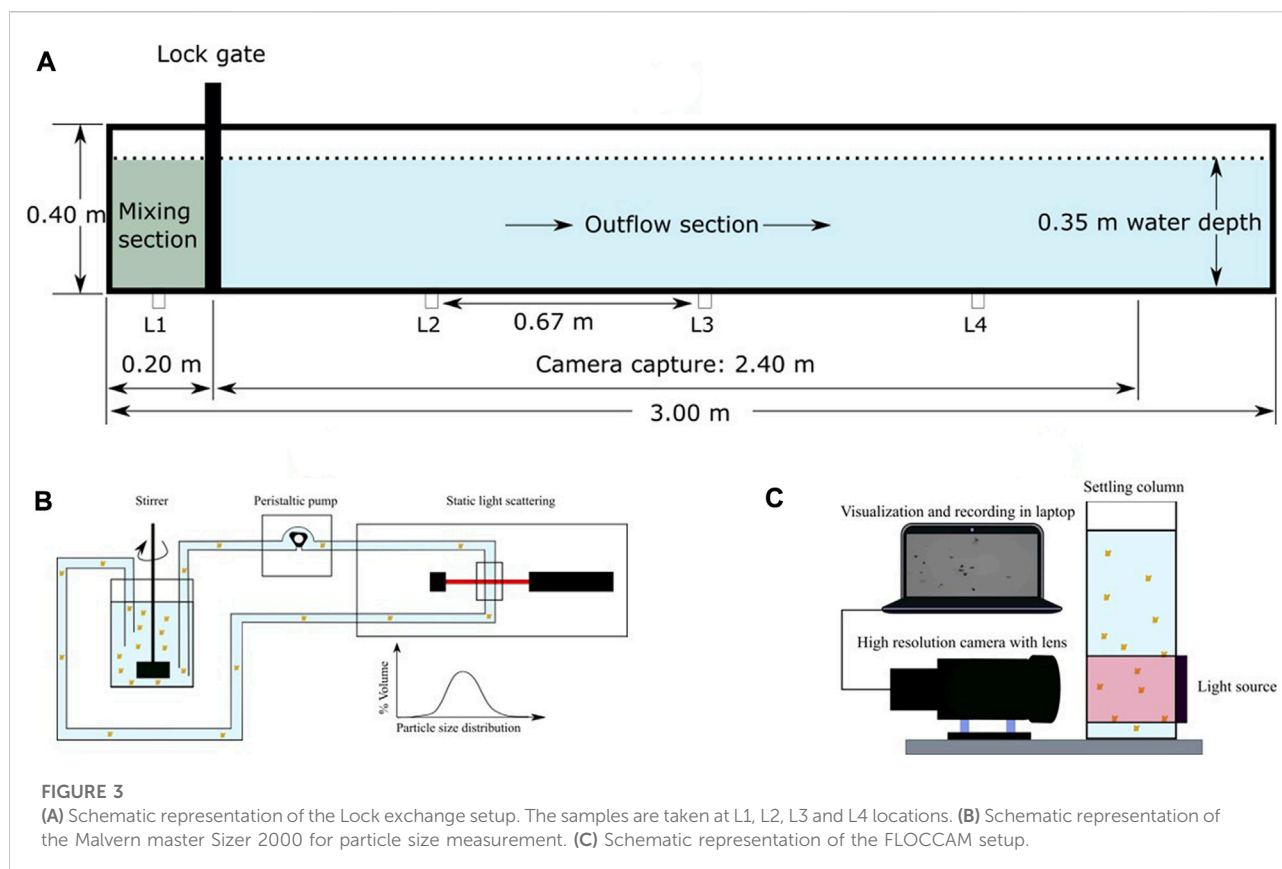 A
Lock gate
0.40 m
Mixing
section
Outflow section
0.35 m water depth
L1
L2
0.67 m
L3
L4
0.20 m
Camera capture: 2.40 m
3.00 m
B
Stirrer
Peristaltic pump
Static light scattering
% Volume
Particle size distribution
C
Settling column
Visualization and recording in laptop
High resolution camera with lens
Light source
FIGURE 3
(A) Schematic representation of the Lock exchange setup. The samples are taken at L1, L2, L3 and L4 locations. (B) Schematic representation of
the Malvern master Sizer 2000 for particle size measurement. (C) Schematic representation of the FLOCCAM setup.